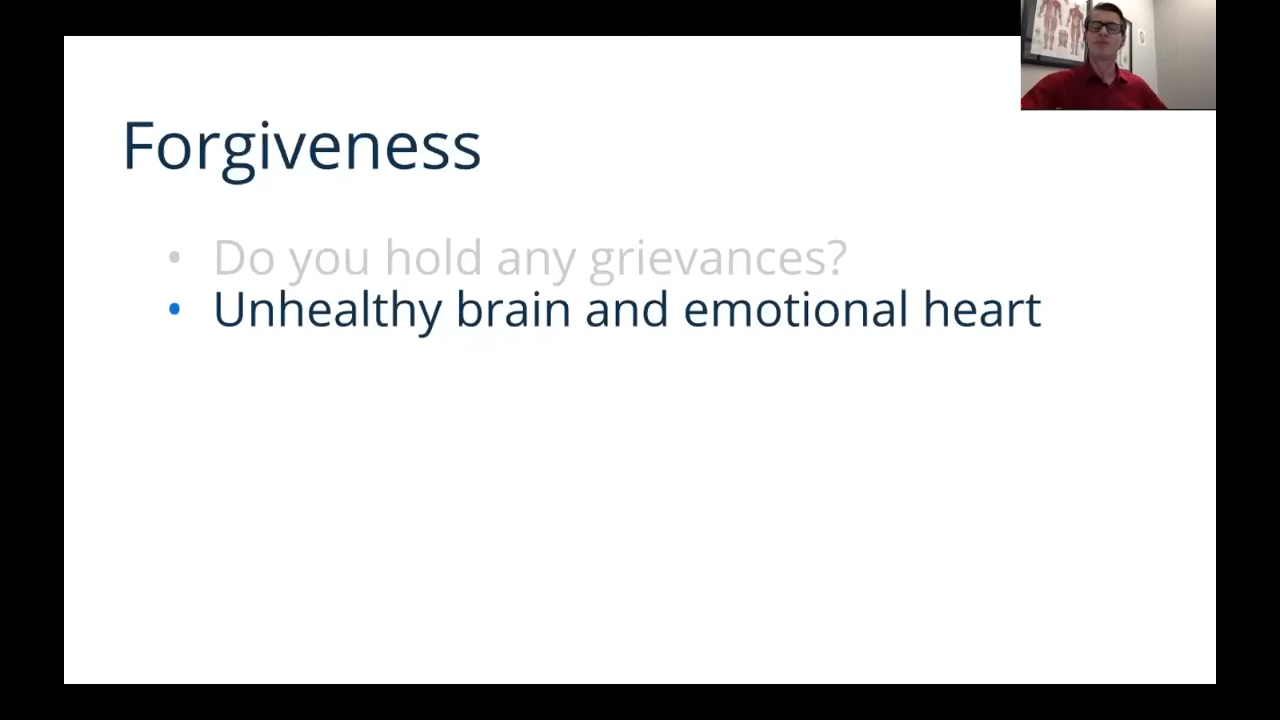 Forgiveness
• Do you hold any grievances?
• Unhealthy brain and emotional heart